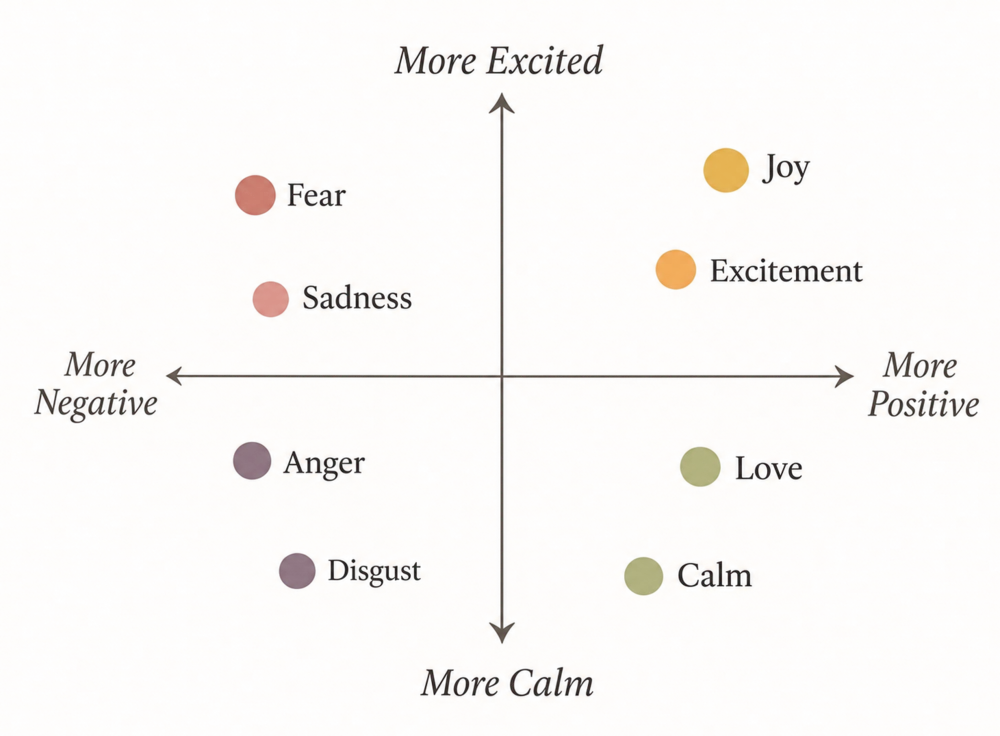 More Excited
Joy
Fear
Excitement
Sadness
More
Negative
More
Positive
Anger
Love
Disgust
Calm
More Calm